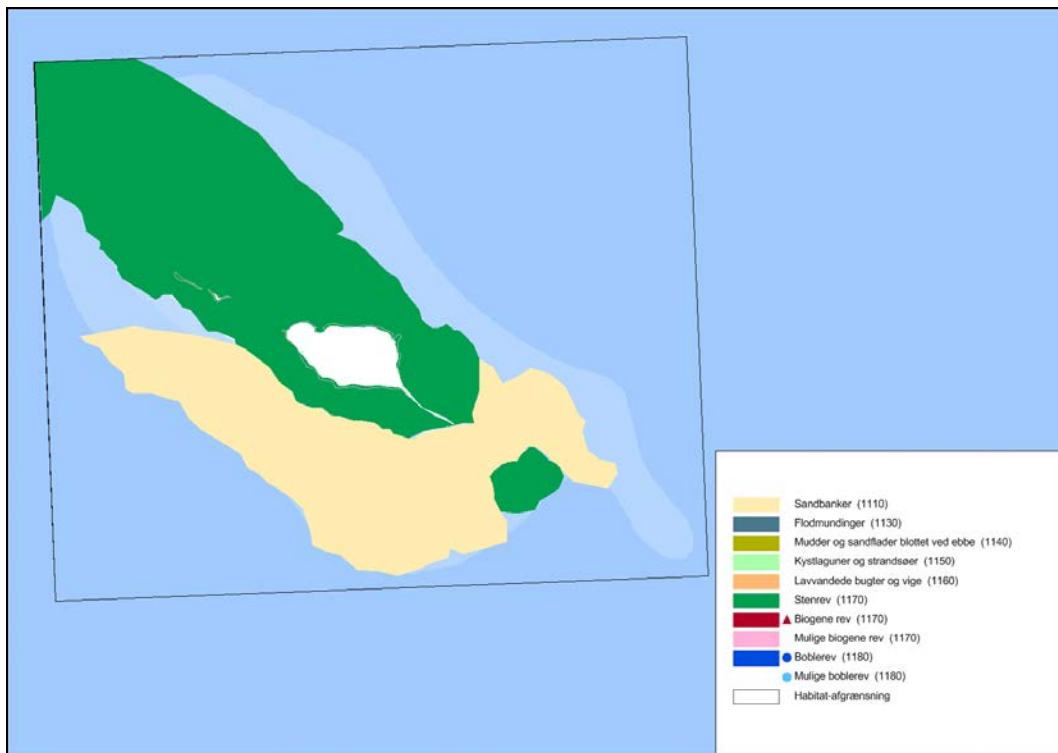 Sandbanker (1110)
Flodmundinger (1130)
Mudder og sandflader blottet ved ebbe (1140)
Kystlaguner og strandsøer (1150)
Lavvandede bugter og vige (1160)
Stenrev (1170)
Biogene rev (1170)
Mulige biogene rev (1170)
Boblerev (1180)
Mulige boblerev (1180)
Habitat-afgrænsning